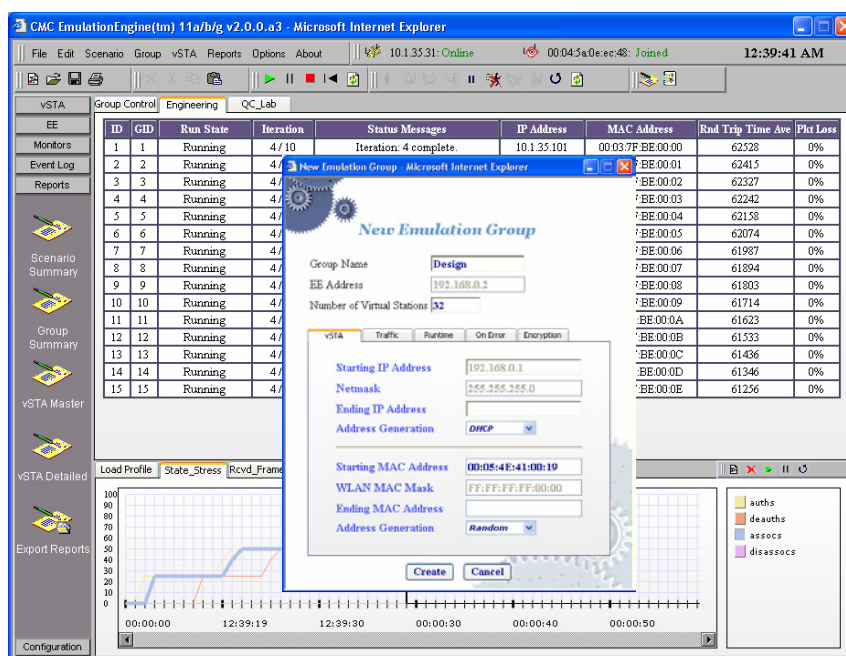 CMC EmulationEngine(tm) 11a/b/g v2.0.0.a3 - Microsoft Internet Explorer
File Edit Scenario Group vSTA Reports Options About 10.1.35.31: Online 00:04:5a:0e:ec:48: Joined 12:39:41 AM
vSTA
EE
Monitors
Event Log
Reports
Scenario
Summary
Group
Summary
vSTA Master
vSTA Detailed
Export Reports
Configuration
Group Control Engineering QC_Lab
ID GID Run State Iteration Status Messages IP Address MAC Address Rnd Trip Time Ave Pkt Loss
1 1 Running 4/10 Iteration: 4 complete. 10.1.35.101 00:03:7F:BE:00:00 62528 0%
2 2 Running 4/ :BE:00:01 62415 0%
3 3 Running 4/ :BE:00:02 62327 0%
4 4 Running 4/ :BE:00:03 62242 0%
5 5 Running 4/ :BE:00:04 62158 0%
6 6 Running 4/ :BE:00:05 62074 0%
7 7 Running 4/ :BE:00:06 61987 0%
8 8 Running 4/ :BE:00:07 61894 0%
9 9 Running 4/ :BE:00:08 61803 0%
10 10 Running 4/ :BE:00:09 61714 0%
11 11 Running 4/ :BE:00:0A 61623 0%
12 12 Running 4/ :BE:00:0B 61533 0%
13 13 Running 4/ :BE:00:0C 61436 0%
14 14 Running 4/ :BE:00:0D 61346 0%
15 15 Running 4/ :BE:00:0E 61256 0%
New Emulation Group - Microsoft Internet Explorer
New Emulation Group
Group Name Design
EE Address 192.168.0.2
Number of Virtual Stations 32
vSTA Traffic Runtime On Error Encryption
Starting IP Address 192.168.0.1
Netmask 255.255.255.0
Ending IP Address
Address Generation DHCP
Starting MAC Address 00:05:4E:41:00:19
WLAN MAC Mask FF:FF:FF:FF:00:00
Ending MAC Address
Address Generation Random
Create Cancel
Load Profile State_Stress Rcvd_Frame
100
90
80
70
60
50
40
30
20
10
0
00:00:00 12:39:19 12:39:30 00:00:30 00:00:40 00:00:50
auths
deauths
assocs
disassocs